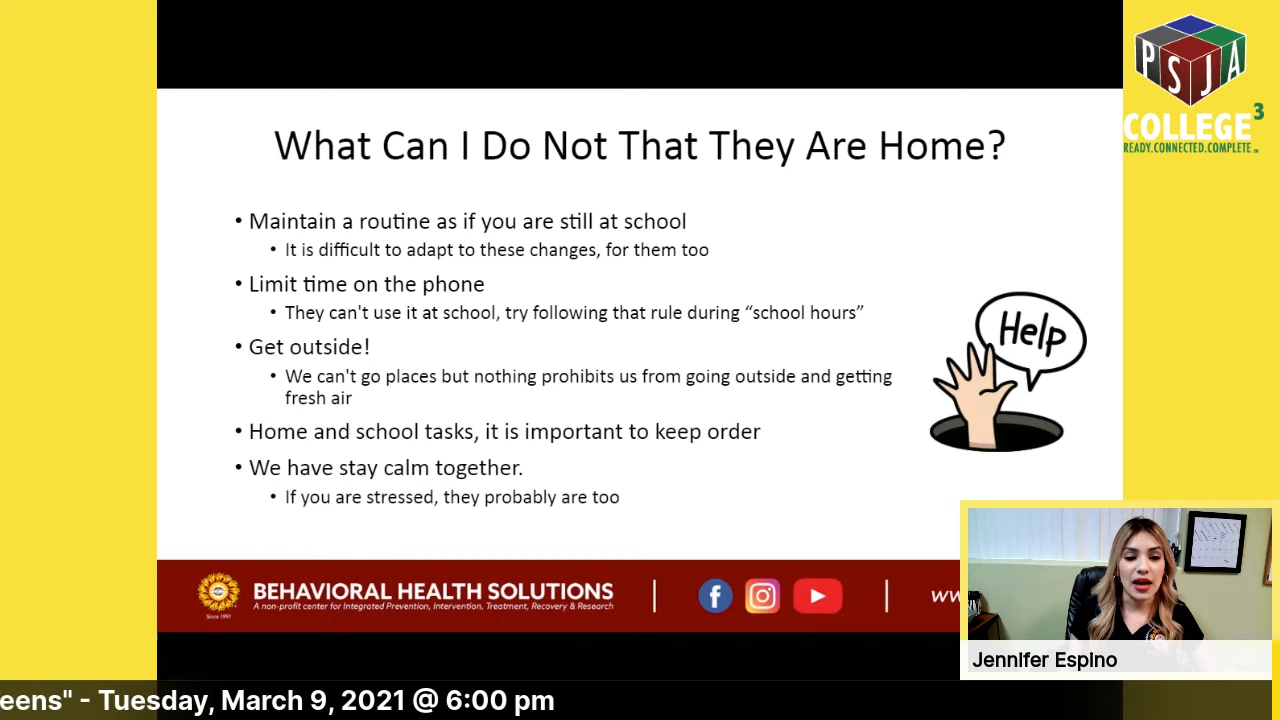 PSJA
COLLEGE³
READY.CONNECTED.COMPLETE
What Can I Do Not That They Are Home?
• Maintain a routine as if you are still at school
• It is difficult to adapt to these changes, for them too
• Limit time on the phone
• They can't use it at school, try following that rule during “school hours”
• Get outside!
• We can't go places but nothing prohibits us from going outside and getting
fresh air
• Home and school tasks, it is important to keep order
• We have stay calm together.
• If you are stressed, they probably are too
Help
BEHAVIORAL HEALTH SOLUTIONS
A non-profit center for Integrated Prevention, Intervention, Treatment, Recovery & Research
Since 1991
Jennifer Espino
eens" - Tuesday, March 9, 2021 @ 6:00 pm